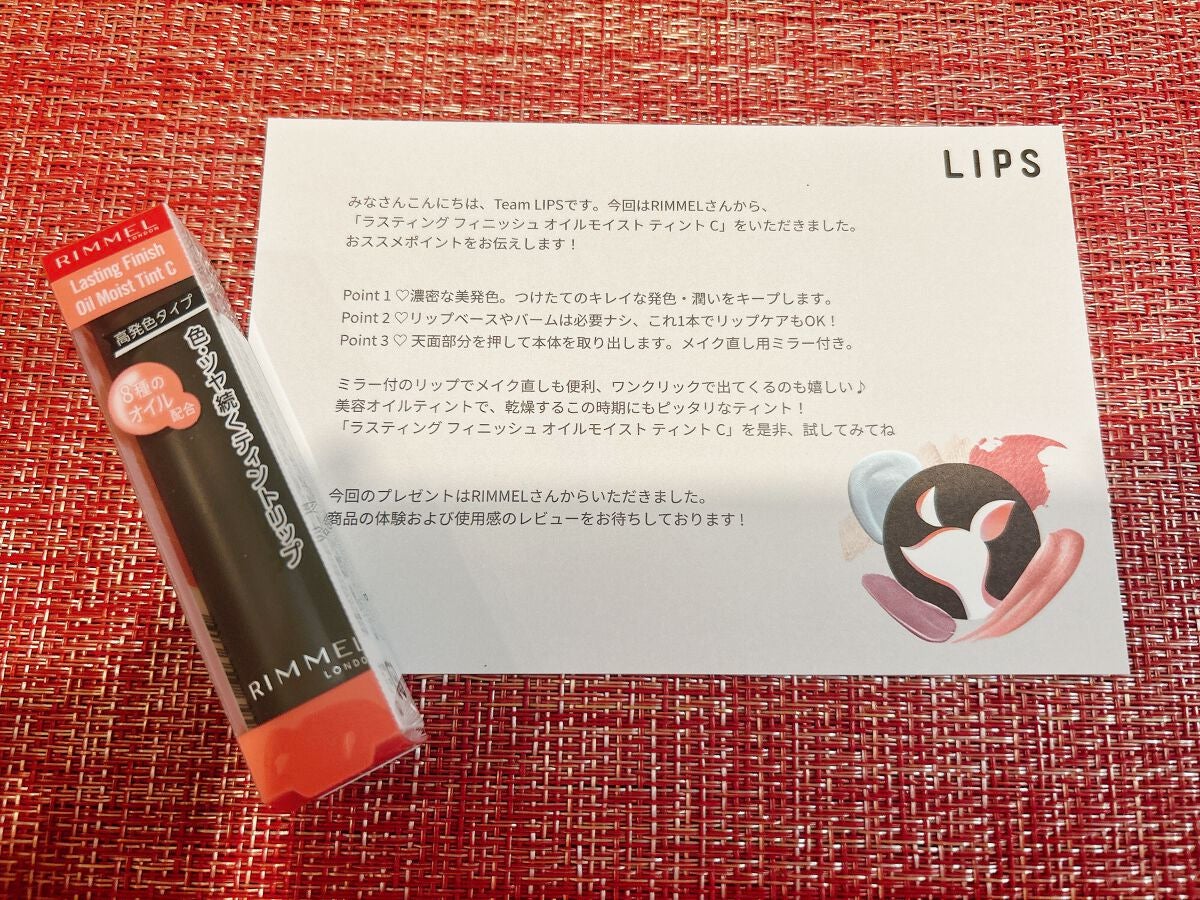 LIPS
みなさんこんにちは、Team LIPSです。今回はRIMMELさんから、
「ラスティング フィニッシュ オイルモイスト ティント C」をいただきました。
おススメポイントをお伝えします！
Point 1 ♡濃密な美発色。つけたてのキレイな発色・潤いをキープします。
Point 2 ♡リップベースやバームは必要ナシ、これ1本でリップケアもOK！
Point 3 ♡ 天面部分を押して本体を取り出します。メイク直し用ミラー付き。
ミラー付のリップでメイク直しも便利、ワンクリックで出てくるのも嬉しい♪
美容オイルティントで、乾燥するこの時期にもピッタリなティント！
「ラスティング フィニッシュ オイルモイスト ティント C」を是非、試してみてね
今回のプレゼントはRIMMELさんからいただきました。
商品の体験および使用感のレビューをお待ちしております！
RIMMEL
LONDON
Lasting Finish
Oil Moist Tint C
高発色タイプ
色・ツヤ続くティントリップ
8種の
オイル
配合
RIMMEL
LONDO